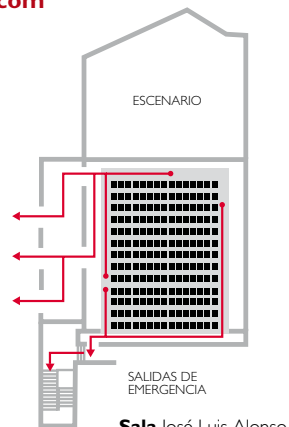 com
ESCENARIO
SALIDAS DE
EMERGENCIA
Sala José Luis Alonso